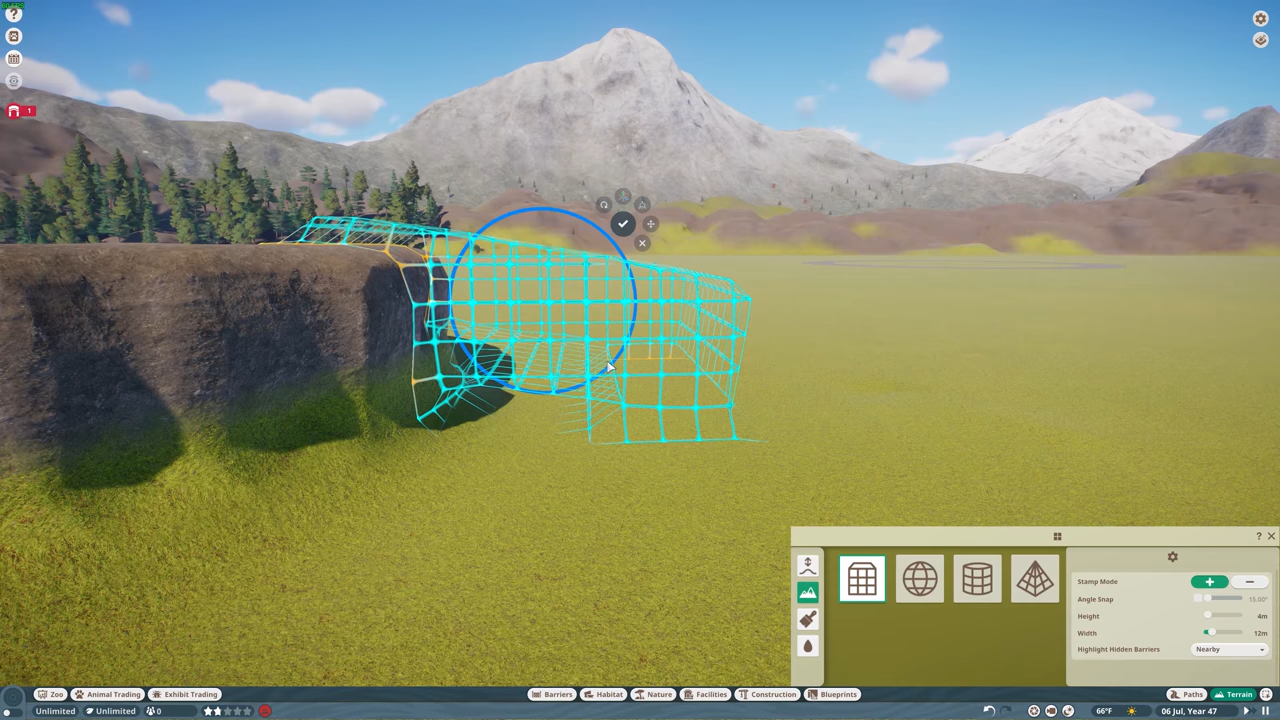 ?
1
?
Stamp Mode
Angle Snap 15.00°
Height 4m
Width 12m
Highlight Hidden Barriers Nearby
Zoo Animal Trading Exhibit Trading Barriers Habitat Nature Facilities Construction Blueprints Paths Terrain
Unlimited Unlimited 0 66°F 06 Jul, Year 47